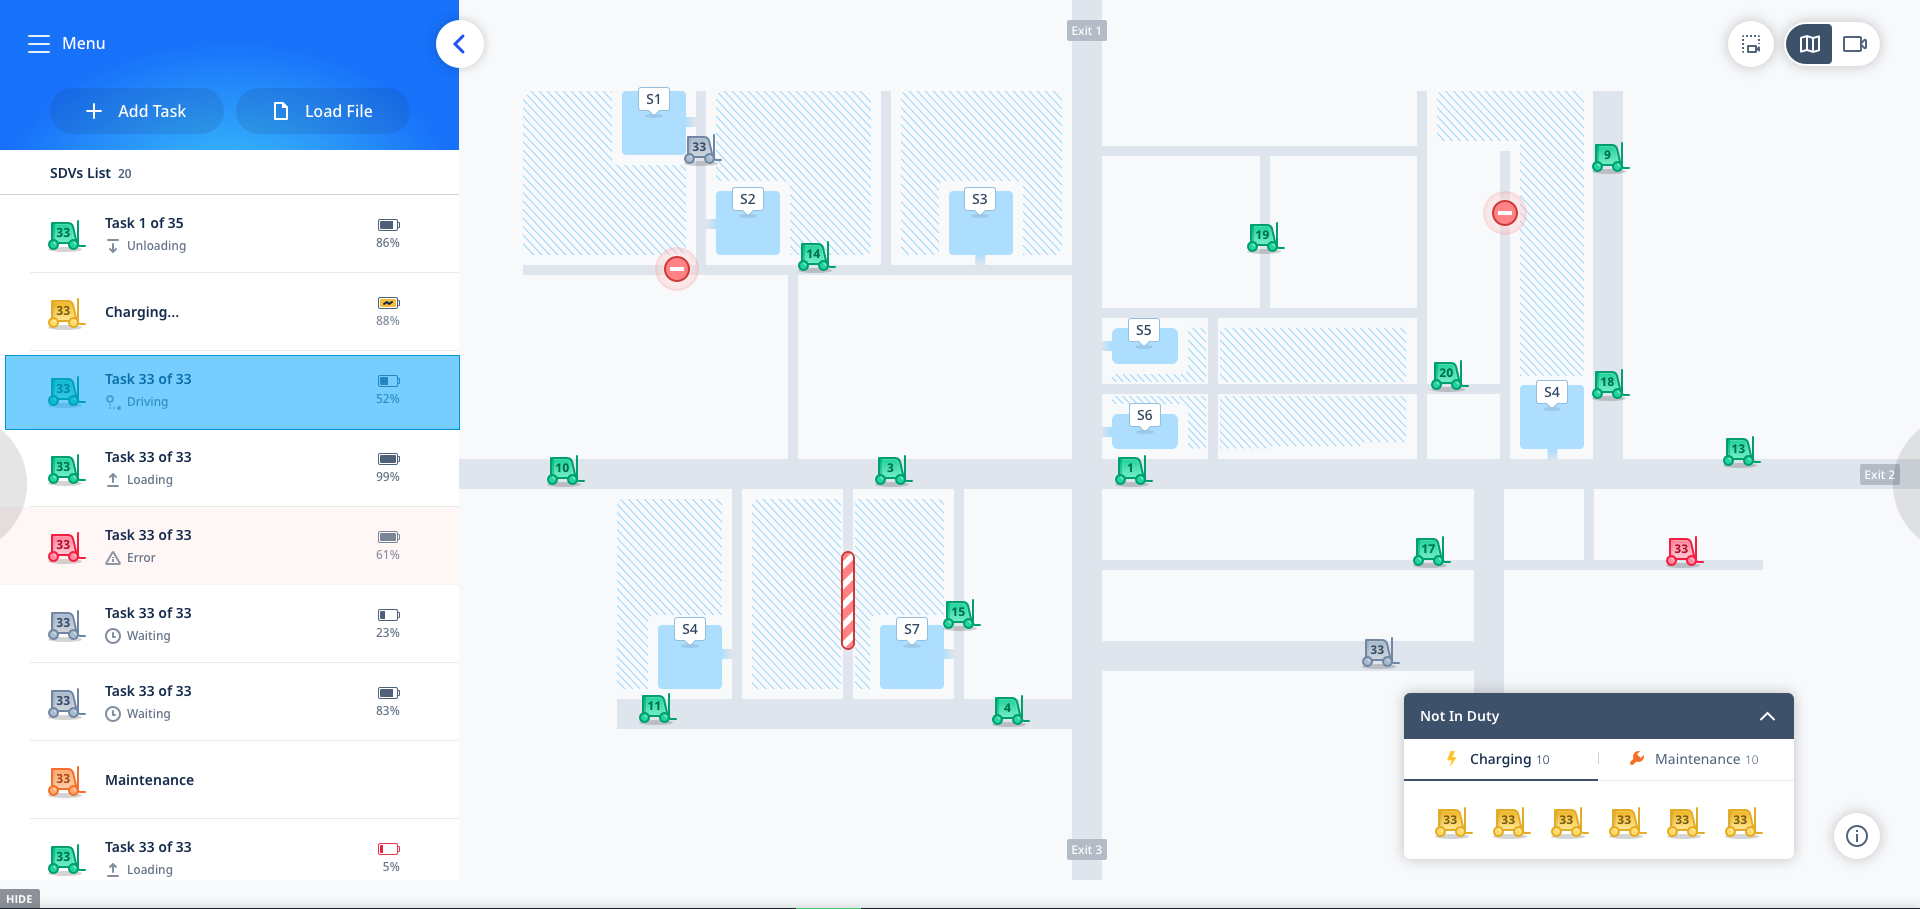 Menu
Add Task
Load File
SDVs List 20
33
Task 1 of 35
Unloading
86%
33
Charging...
88%
33
Task 33 of 33
Driving
52%
33
Task 33 of 33
Loading
99%
33
Task 33 of 33
Error
61%
33
Task 33 of 33
Waiting
23%
33
Task 33 of 33
Waiting
83%
33
Maintenance
33
Task 33 of 33
Loading
5%
HIDE
Exit 1
S1
33
S2
S3
14
19
9
S5
20
S4
18
S6
10
3
1
13
Exit 2
17
33
15
S4
S7
33
11
4
Not In Duty
Charging 10
Maintenance 10
33
33
33
33
33
33
Exit 3